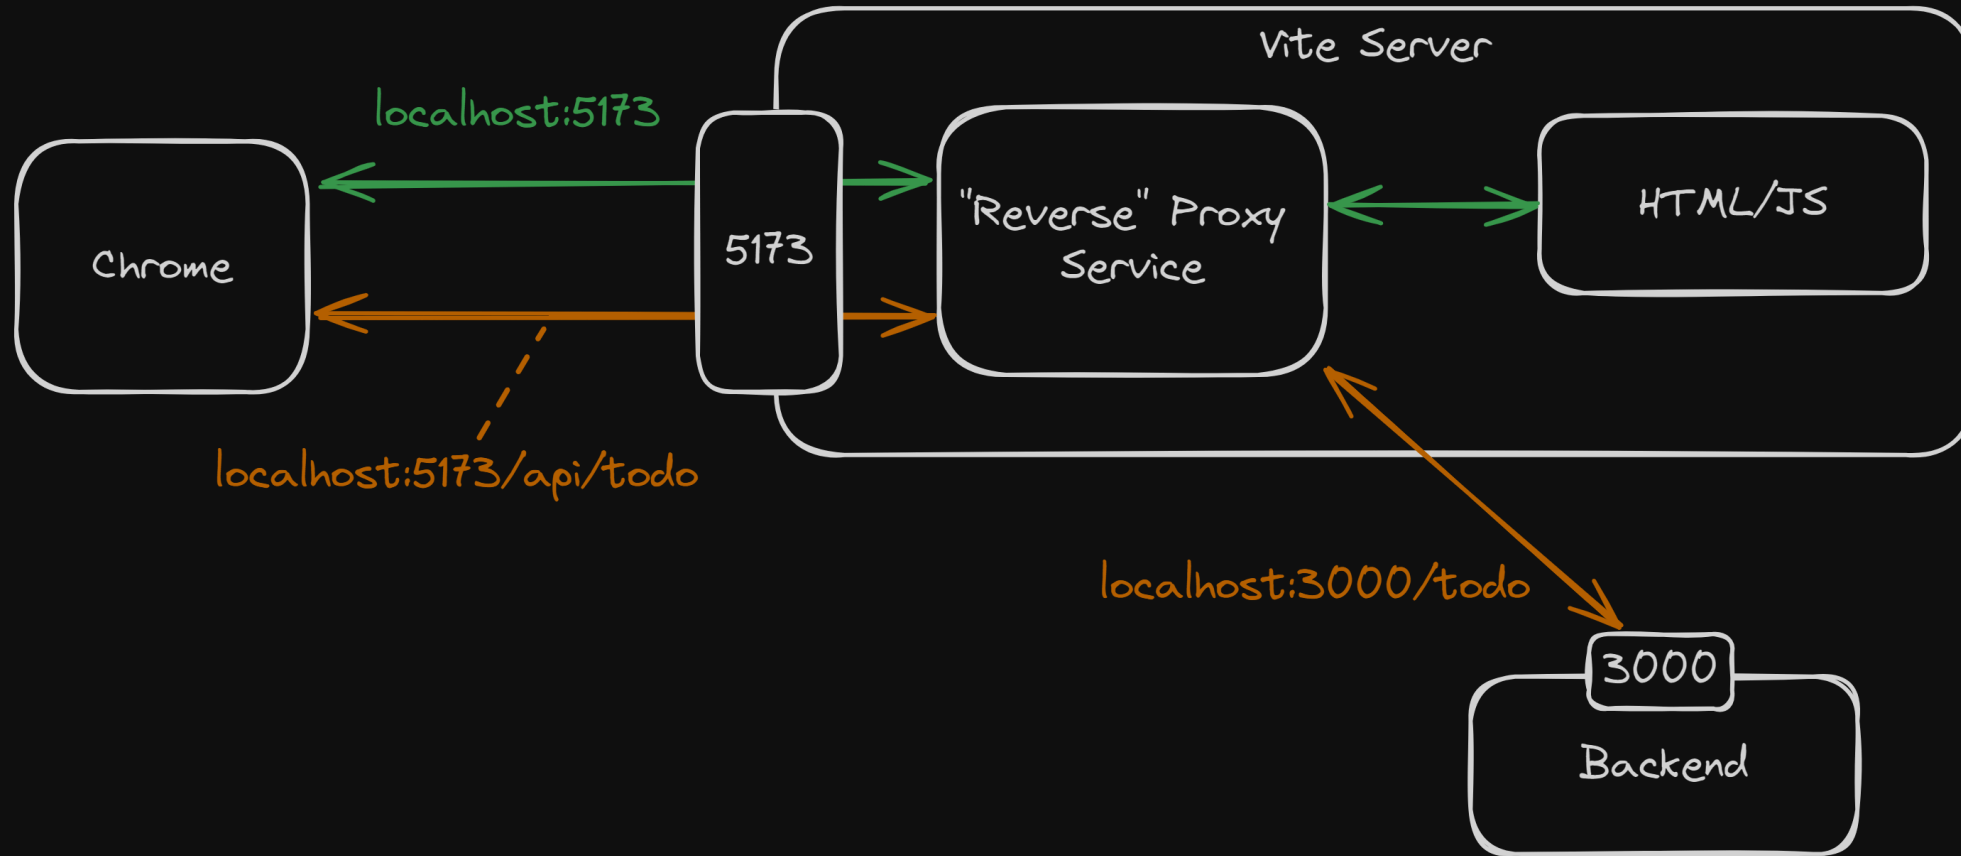 Vite Server
localhost:5173
Chrome
5173
"Reverse" Proxy
Service
HTML/JS
localhost:5173/api/todo
localhost:3000/todo
3000
Backend